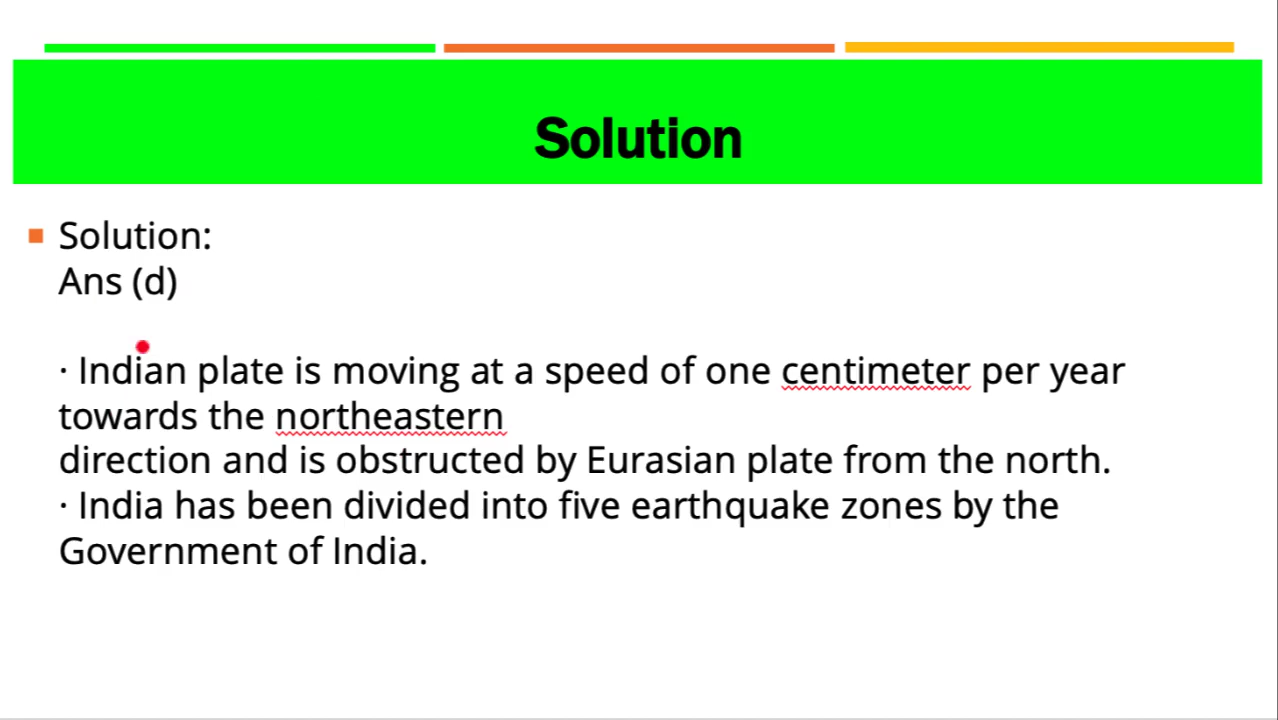 Solution
Solution:
Ans (d)
· Indian plate is moving at a speed of one centimeter per year
towards the northeastern
direction and is obstructed by Eurasian plate from the north.
· India has been divided into five earthquake zones by the
Government of India.